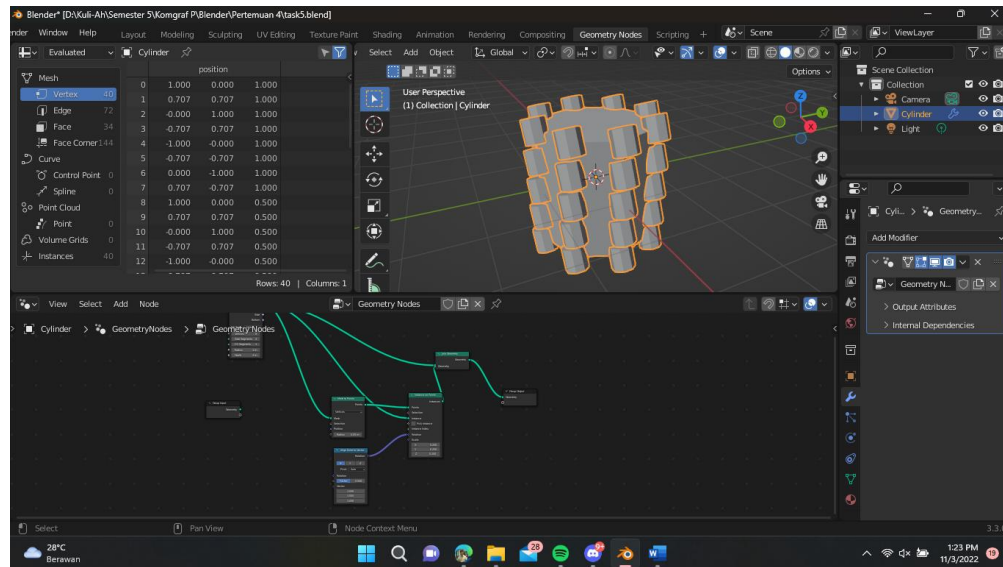 Blender* [D:\Kuli-Ah\Semester 5\Komgraf P\Blender\Pertemuan 4\task5.blend]
nder Window Help Layout Modeling Sculpting UV Editing Texture Paint Shading Animation Rendering Compositing Geometry Nodes Scripting + Scene ViewLayer
Evaluated Cylinder Select Add Object Global
Options
position
Mesh
Vertex 40
Edge 72
Face 34
Face Corner 144
Curve
Control Point 0
Spline 0
Point Cloud
Point 0
Volume Grids 0
Instances 40
0 1.000 0.000 1.000
1 0.707 0.707 1.000
2 -0.000 1.000 1.000
3 -0.707 0.707 1.000
4 -1.000 -0.000 1.000
5 -0.707 -0.707 1.000
6 0.000 -1.000 1.000
7 0.707 -0.707 1.000
8 1.000 0.000 0.500
9 0.707 0.707 0.500
10 -0.000 1.000 0.500
11 -0.707 0.707 0.500
12 -1.000 -0.000 0.500
Rows: 40 | Columns: 1
User Perspective
(1) Collection | Cylinder
Z
Y
X
Scene Collection
Collection
Camera
Cylinder
Light
Cyli... > Geometry...
Add Modifier
Geometry N...
> Output Attributes
> Internal Dependencies
View Select Add Node Geometry Nodes
Cylinder > GeometryNodes > Geometry Nodes
Select Pan View Node Context Menu 3.3.
28°C
Berawan
28
1:23 PM
11/3/2022
19